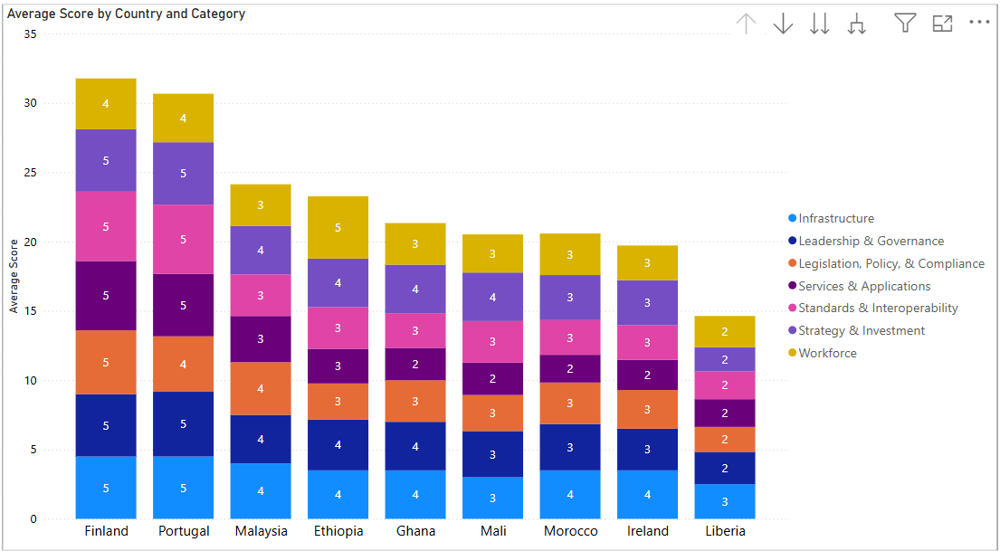 Average Score by Country and Category
Average Score
35
30
25
20
15
10
5
0
4 4 3 5 3 3 3 3 2
5 5 4 4 4 4 3 3 2
5 5 3 3 3 3 3 3 2
5 5 3 3 2 2 2 2 2
5 4 4 3 3 3 3 3 2
5 5 4 4 4 3 3 3 2
5 5 4 4 4 3 4 4 3
Finland Portugal Malaysia Ethiopia Ghana Mali Morocco Ireland Liberia
Infrastructure
Leadership & Governance
Legislation, Policy, & Compliance
Services & Applications
Standards & Interoperability
Strategy & Investment
Workforce